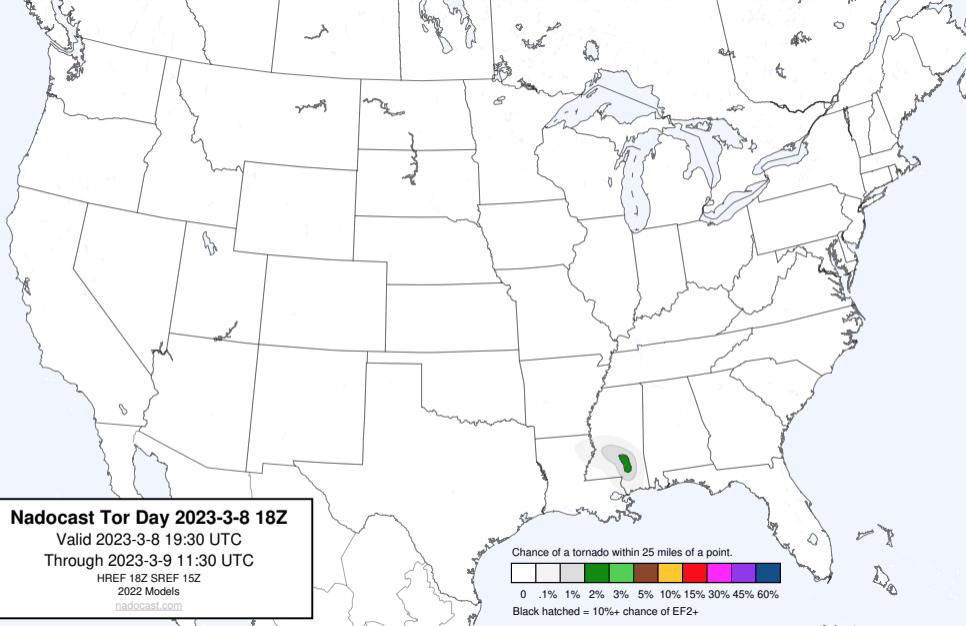 Nadocast Tor Day 2023-3-8 18Z
Valid 2023-3-8 19:30 UTC
Through 2023-3-9 11:30 UTC
HREF 18Z SREF 15Z
2022 Models
nadocast.com
Chance of a tornado within 25 miles of a point.
0 .1% 1% 2% 3% 5% 10% 15% 30% 45% 60%
Black hatched = 10%+ chance of EF2+